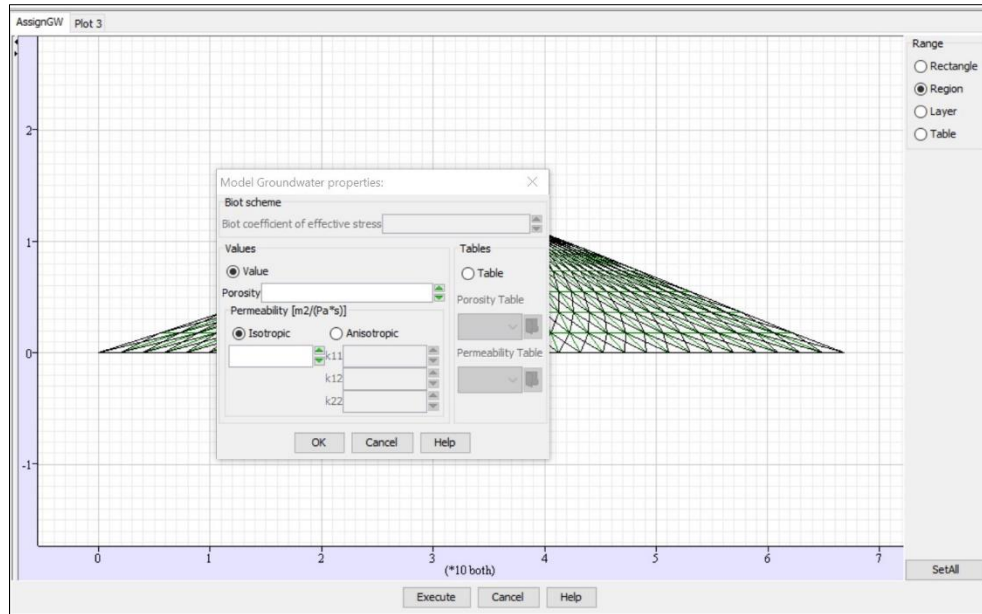 AssignGW Plot 3
Range
Rectangle
Region
Layer
Table
2
1
0
-1
Model Groundwater properties:
Biot scheme
Biot coefficient of effective stress
Values
Value
Porosity
Permeability [m2/(Pa*s)]
Isotropic Anisotropic
k11
k12
k22
Tables
Table
Porosity Table
Permeability Table
OK Cancel Help
0 1 2 3 4 5 6 7
(*10 both)
SetAll
Execute Cancel Help